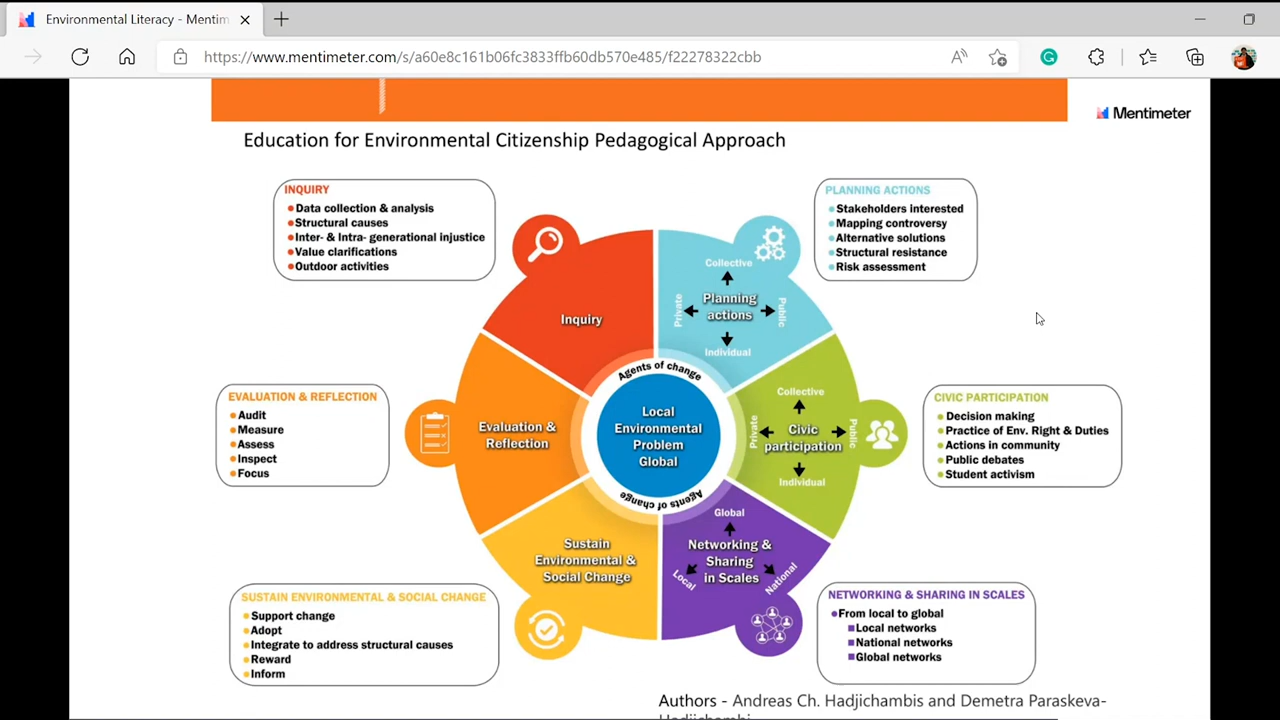 Environmental Literacy - Mentim
https://www.mentimeter.com/s/a60e8c161b06fc3833ffb60db570e485/f22278322cbb
Mentimeter
Education for Environmental Citizenship Pedagogical Approach
INQUIRY
Data collection & analysis
Structural causes
Inter- & Intra- generational injustice
Value clarifications
Outdoor activities
PLANNING ACTIONS
Stakeholders interested
Mapping controversy
Alternative solutions
Structural resistance
Risk assessment
Inquiry
Collective
Private
Planning
actions
Public
Individual
EVALUATION & REFLECTION
Audit
Measure
Assess
Inspect
Focus
Evaluation &
Reflection
Agents of change
Local
Environmental
Problem
Global
Agents of change
Collective
Private
Civic
participation
Public
Individual
CIVIC PARTICIPATION
Decision making
Practice of Env. Right & Duties
Actions in community
Public debates
Student activism
Sustain
Environmental &
Social Change
Global
Networking &
Sharing
in Scales
Local
National
SUSTAIN ENVIRONMENTAL & SOCIAL CHANGE
Support change
Adopt
Integrate to address structural causes
Reward
Inform
NETWORKING & SHARING IN SCALES
From local to global
Local networks
National networks
Global networks
Authors - Andreas Ch. Hadjichambis and Demetra Paraskeva-
Hadjichambi